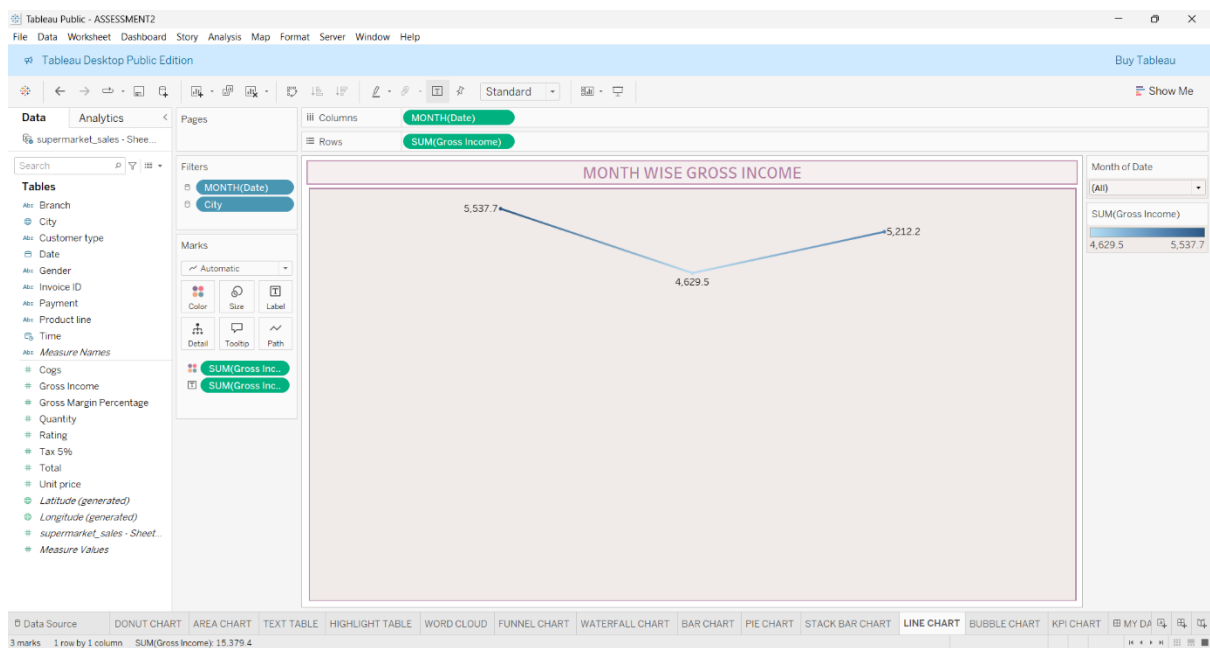 Tableau Public - ASSESSMENT2
File Data Worksheet Dashboard Story Analysis Map Format Server Window Help
Tableau Desktop Public Edition
Buy Tableau
Standard
Show Me
Data Analytics
supermarket_sales - Shee...
Search
Tables
Abc Branch
City
Abc Customer type
Date
Abc Gender
Abc Invoice ID
Abc Payment
Abc Product line
Time
Abc Measure Names
# Cogs
# Gross Income
# Gross Margin Percentage
# Quantity
# Rating
# Tax 5%
# Total
# Unit price
Latitude (generated)
Longitude (generated)
# supermarket_sales - Sheet...
# Measure Values
Pages
Filters
MONTH(Date)
City
Marks
Automatic
Color Size Label
Detail Tooltip Path
SUM(Gross Inc..
SUM(Gross Inc..
Columns MONTH(Date)
Rows SUM(Gross Income)
MONTH WISE GROSS INCOME
5,537.7
5,212.2
4,629.5
Month of Date
(All)
SUM(Gross Income)
4,629.5 5,537.7
Data Source DONUT CHART AREA CHART TEXT TABLE HIGHLIGHT TABLE WORD CLOUD FUNNEL CHART WATERFALL CHART BAR CHART PIE CHART STACK BAR CHART LINE CHART BUBBLE CHART KPI CHART MY DA
3 marks 1 row by 1 column SUM(Gross Income): 15,379.4